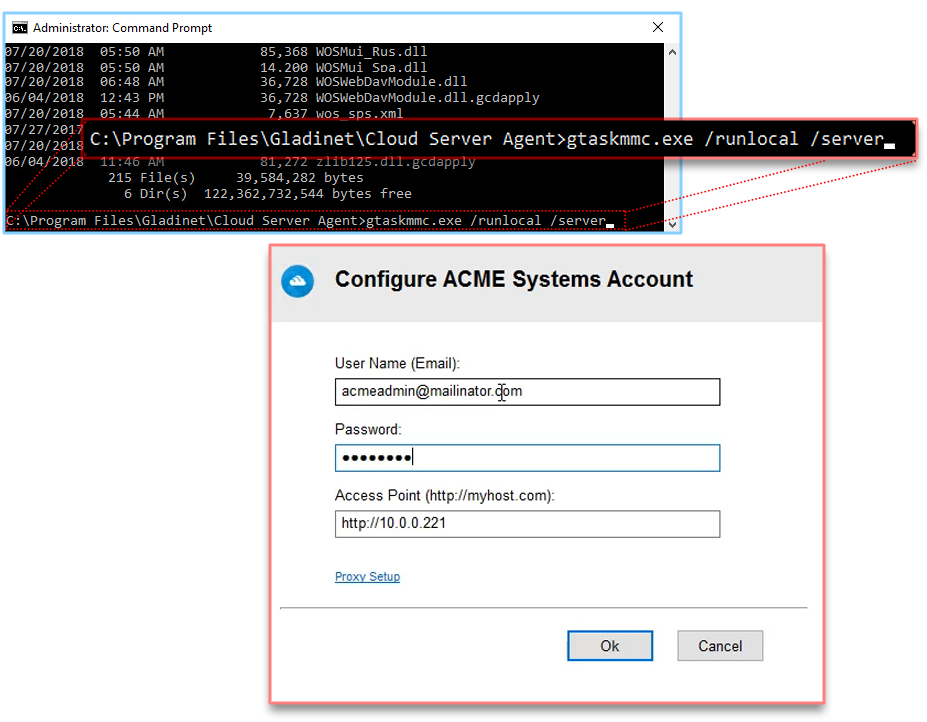 Administrator: Command Prompt
07/20/2018 05:50 AM 85,368 WOSMui_Rus.dll
07/20/2018 05:50 AM 14,200 WOSMui_Spa.dll
07/20/2018 06:48 AM 36,728 WOSWebDavModule.dll
06/04/2018 12:43 PM 36,728 WOSWebDavModule.dll.gcdapply
07/20/2018 05:44 AM 7,637 wos_sps.xml
07/27/2017
C:\Program Files\Gladinet\Cloud Server Agent>gtaskmmc.exe /runlocal /server
07/20/2018
06/04/2018 11:46 AM 81,272 zlib125.dll.gcdapply
215 File(s) 39,584,282 bytes
6 Dir(s) 122,362,732,544 bytes free
C:\Program Files\Gladinet\Cloud Server Agent>gtaskmmc.exe /runlocal /server
Configure ACME Systems Account
User Name (Email):
acmeadmin@mailinator.com
Password:
••••••••
Access Point (http://myhost.com):
http://10.0.0.221
Proxy Setup
Ok Cancel